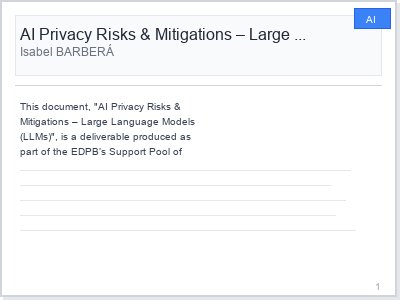 AI
AI Privacy Risks & Mitigations – Large ...
Isabel BARBERÁ
This document, "AI Privacy Risks &
Mitigations – Large Language Models
(LLMs)", is a deliverable produced as
part of the EDPB's Support Pool of
1